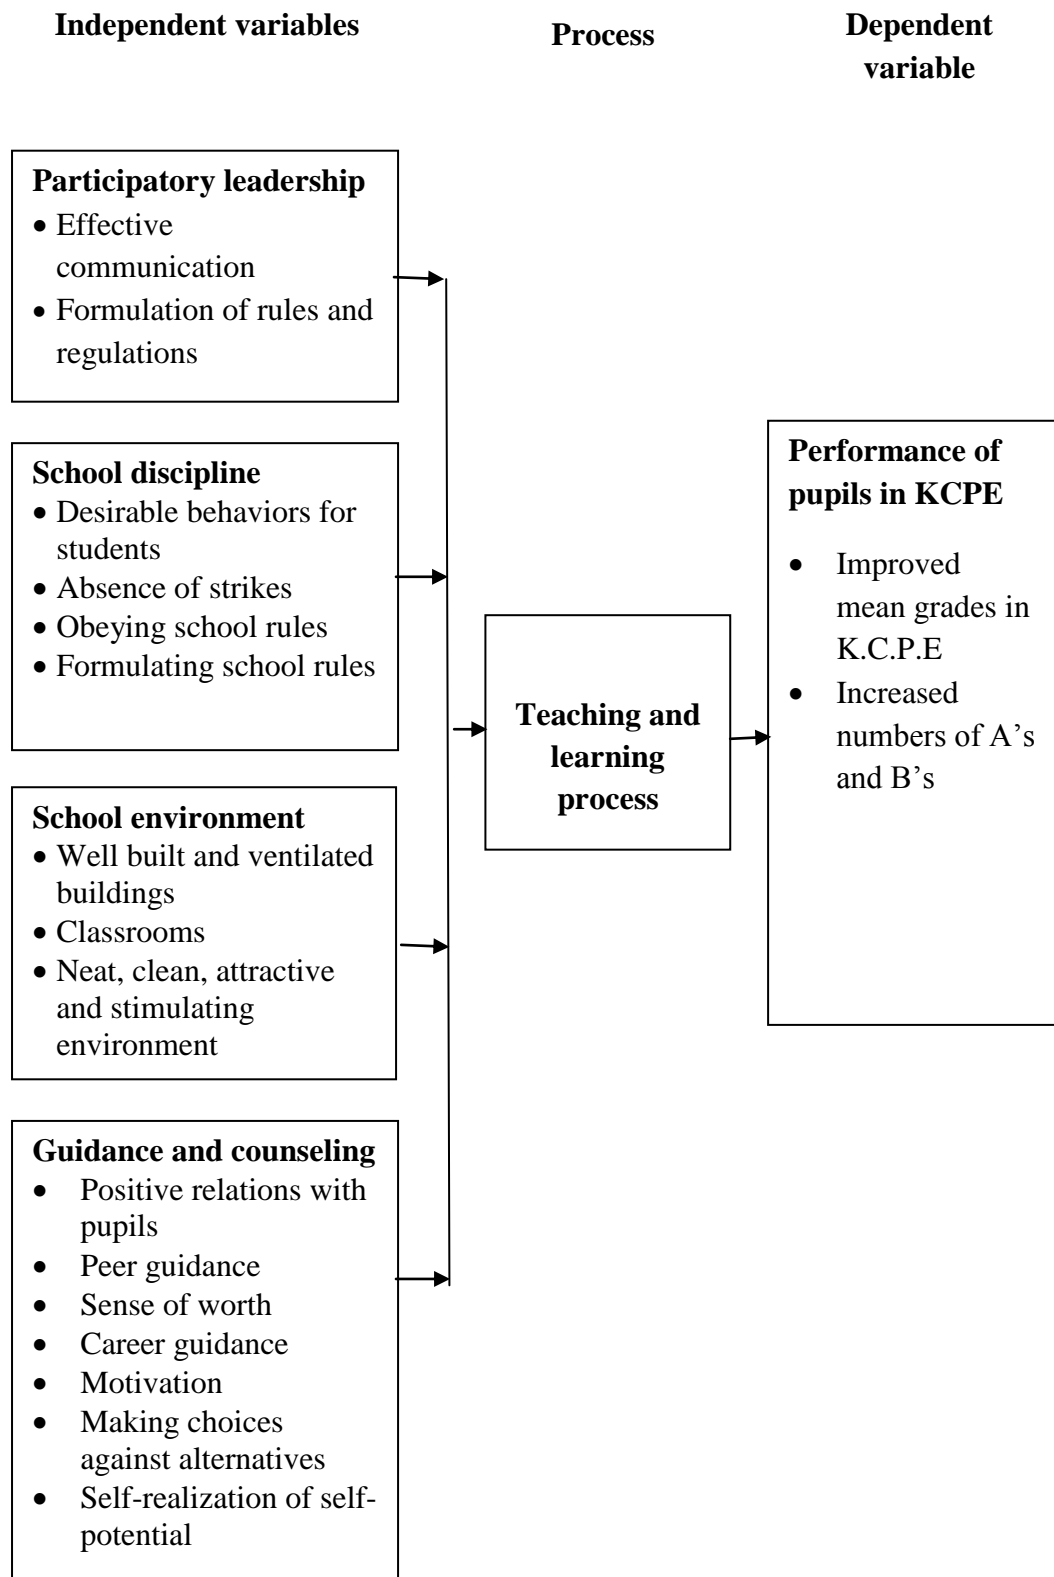 Independent variables
Process
Dependent
variable
Participatory leadership
• Effective
communication
• Formulation of rules and
regulations
School discipline
• Desirable behaviors for
students
• Absence of strikes
• Obeying school rules
• Formulating school rules
School environment
• Well built and ventilated
buildings
• Classrooms
• Neat, clean, attractive
and stimulating
environment
Guidance and counseling
• Positive relations with
pupils
• Peer guidance
• Sense of worth
• Career guidance
• Motivation
• Making choices
against alternatives
• Self-realization of self-
potential
Teaching and
learning
process
Performance of
pupils in KCPE
• Improved
mean grades in
K.C.P.E
• Increased
numbers of A’s
and B’s